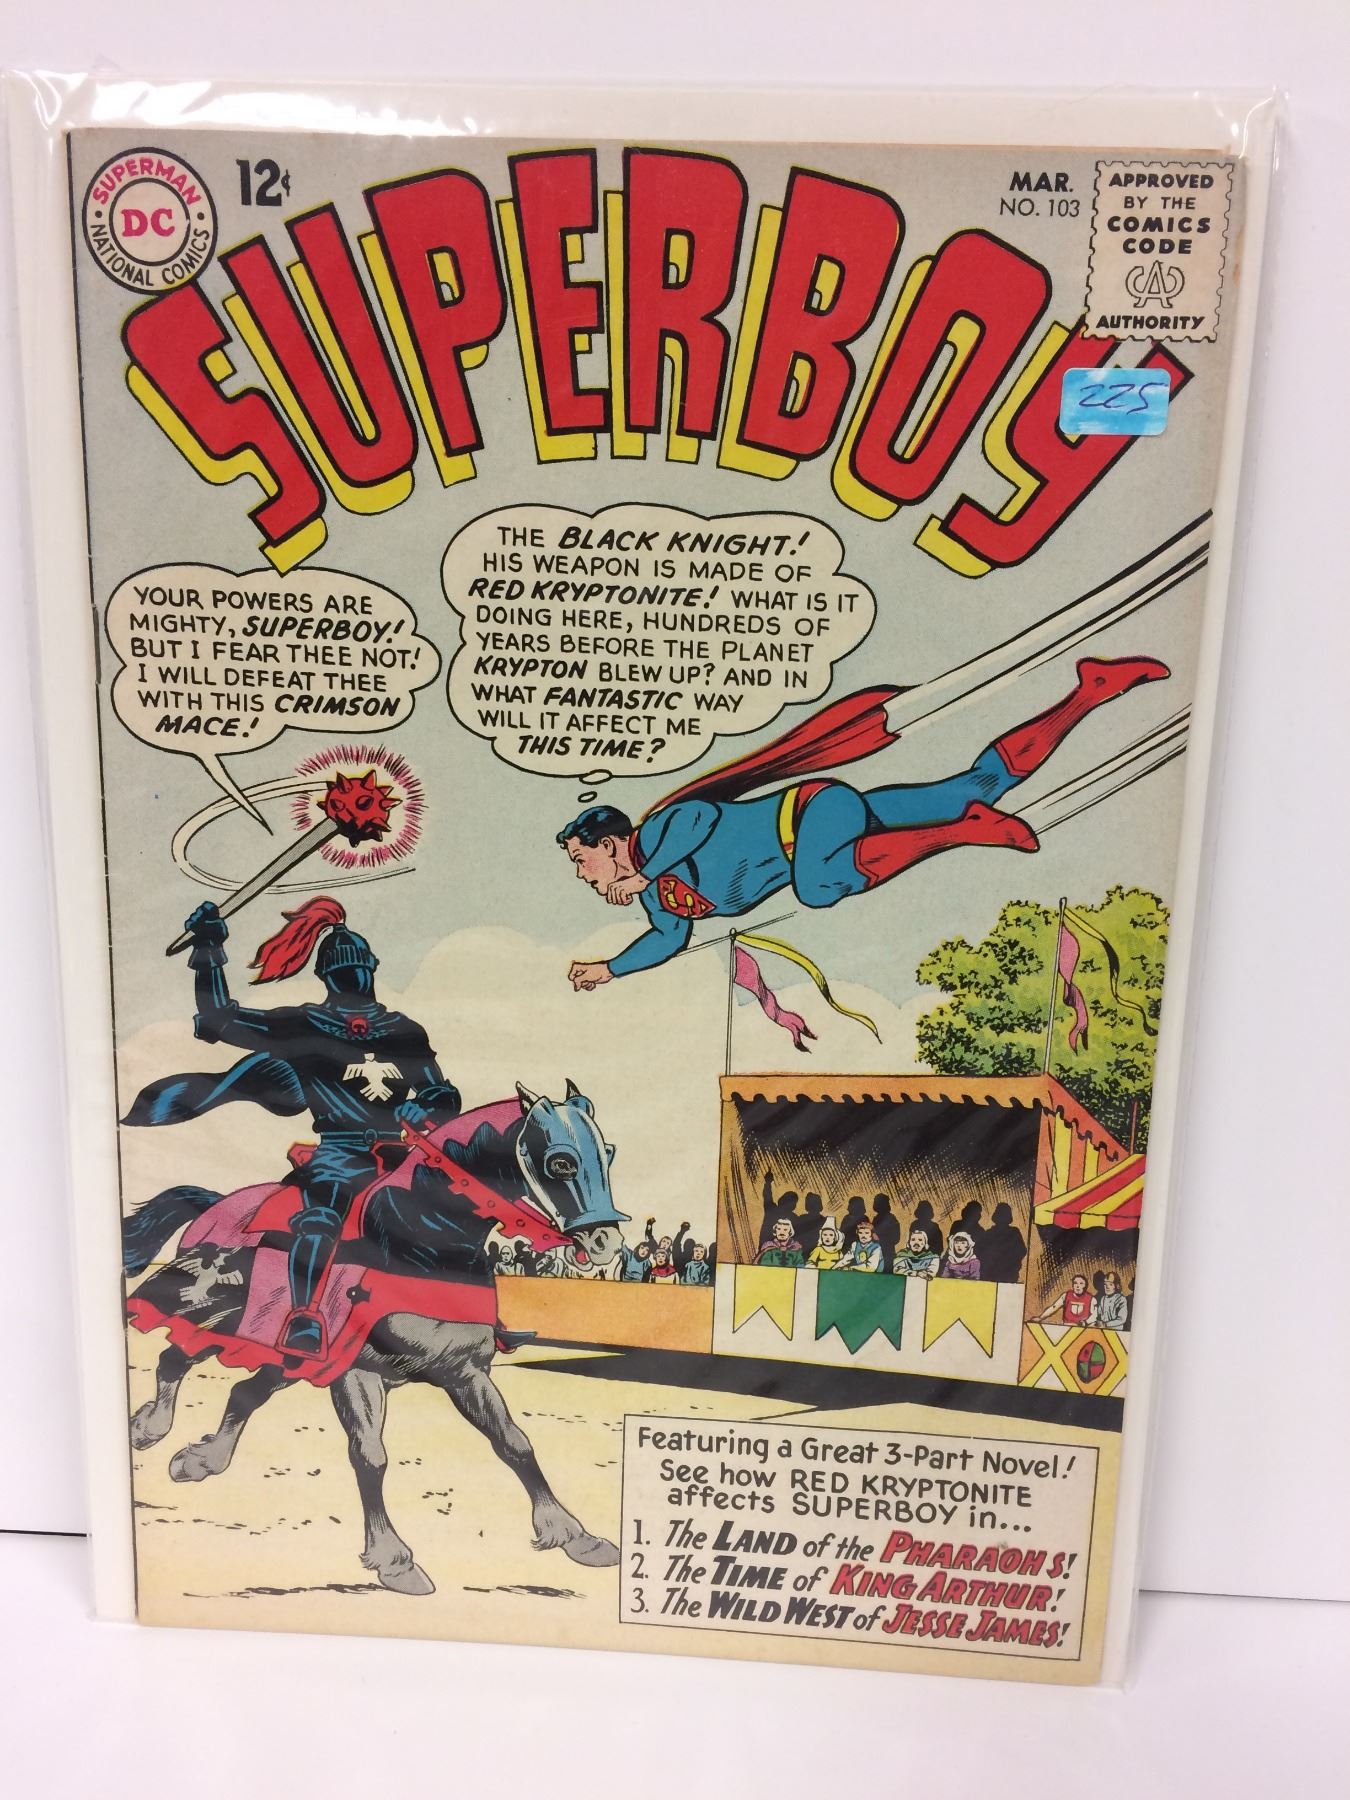 SUPERMAN
DC
NATIONAL COMICS
12¢
SUPERBOY
MAR.
NO. 103
APPROVED
BY THE
COMICS
CODE
CA
AUTHORITY
225
YOUR POWERS ARE
MIGHTY, SUPERBOY!
BUT I FEAR THEE NOT!
I WILL DEFEAT THEE
WITH THIS CRIMSON
MACE!
THE BLACK KNIGHT!
HIS WEAPON IS MADE OF
RED KRYPTONITE! WHAT IS IT
DOING HERE, HUNDREDS OF
YEARS BEFORE THE PLANET
KRYPTON BLEW UP? AND IN
WHAT FANTASTIC WAY
WILL IT AFFECT ME
THIS TIME?
S
Featuring a Great 3-Part Novel!
See how RED KRYPTONITE
affects SUPERBOY in...
1. The LAND of the PHARAOHS!
2. The TIME of KING ARTHUR!
3. The WILD WEST of JESSE JAMES!